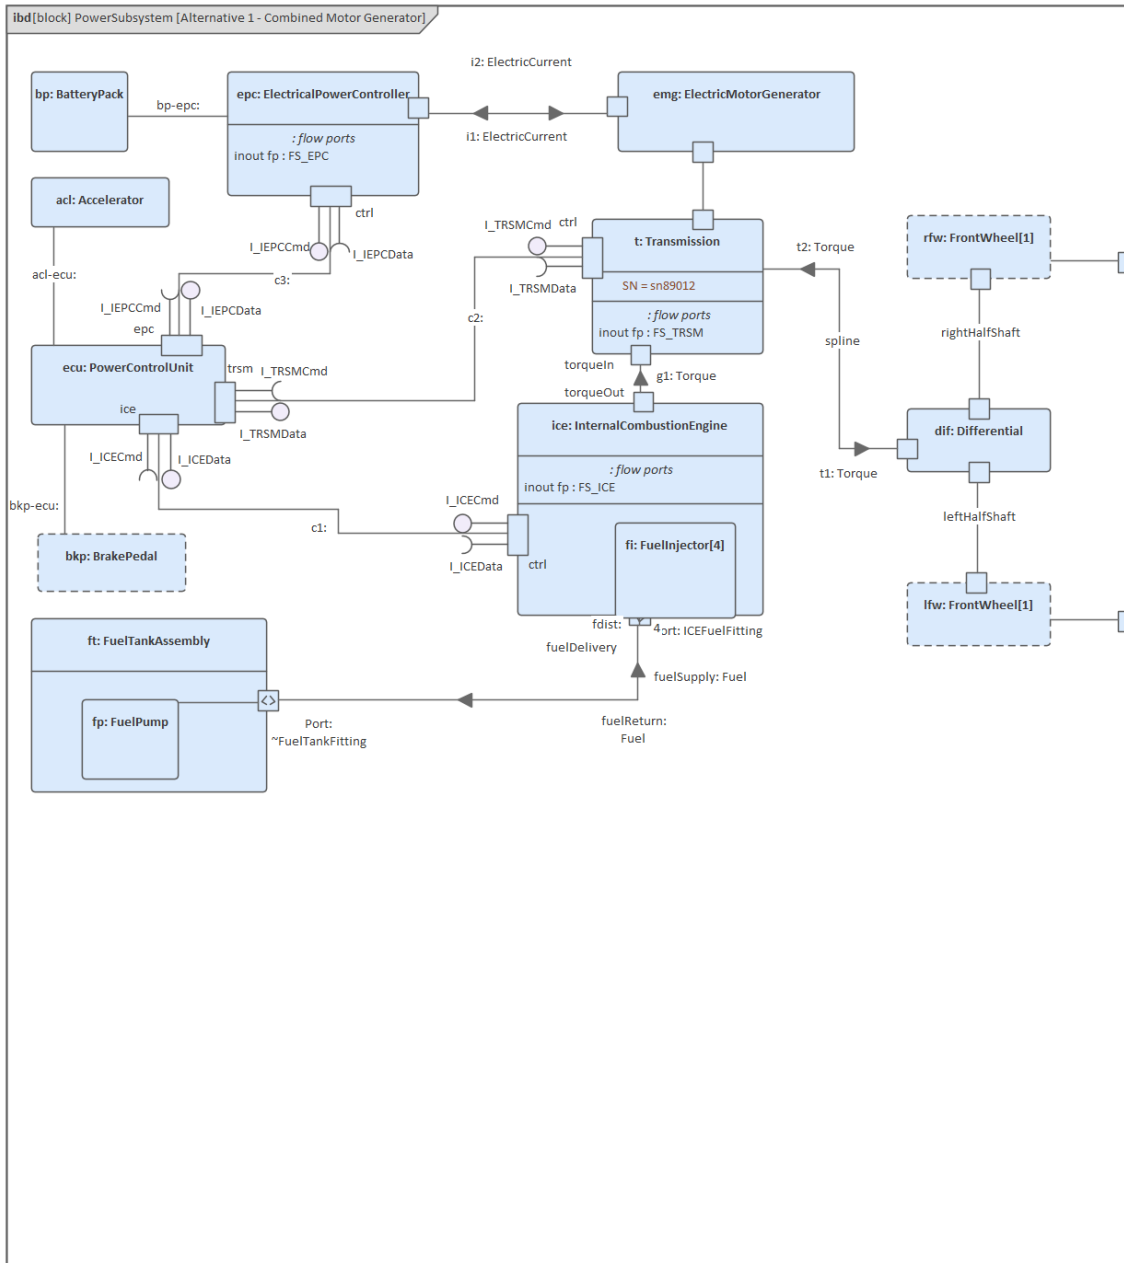 ibd [block] PowerSubsystem [Alternative 1 - Combined Motor Generator]
i2: ElectricCurrent
bp: BatteryPack
bp-epc:
epc: ElectricalPowerController
emg: ElectricMotorGenerator
i1: ElectricCurrent
: flow ports
inout fp : FS_EPC
acl: Accelerator
ctrl
I_TRSMCmd
ctrl
t: Transmission
t2: Torque
rfw: FrontWheel[1]
I_IEPCCmd
I_IEPCData
acl-ecu:
c3:
I_TRSMData
SN = sn89012
I_IEPCCmd
I_IEPCData
c2:
: flow ports
inout fp : FS_TRSM
epc
spline
rightHalfShaft
ecu: PowerControlUnit
trsm
I_TRSMCmd
torqueIn
g1: Torque
torqueOut
ice
ice: InternalCombustionEngine
dif: Differential
I_TRSMData
I_ICECmd
I_ICEData
: flow ports
inout fp : FS_ICE
t1: Torque
bkp-ecu:
I_ICECmd
leftHalfShaft
c1:
fi: FuelInjector[4]
bkp: BrakePedal
I_ICEData
ctrl
lfw: FrontWheel[1]
fdist:
4
ort: ICEFuelFitting
ft: FuelTankAssembly
fuelDelivery
fuelSupply: Fuel
fp: FuelPump
Port:
~FuelTankFitting
fuelReturn:
Fuel